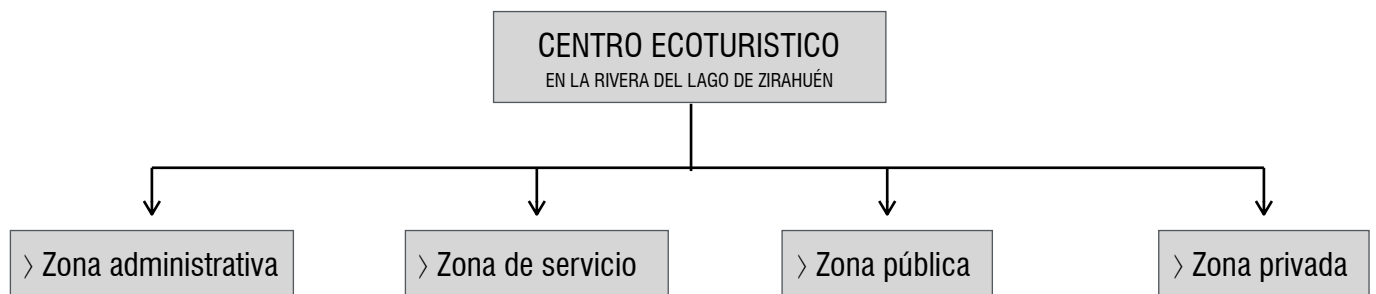 CENTRO ECOTURISTICO
EN LA RIVERA DEL LAGO DE ZIRAHUÉN
〉Zona administrativa
〉Zona de servicio
〉Zona pública
〉Zona privada